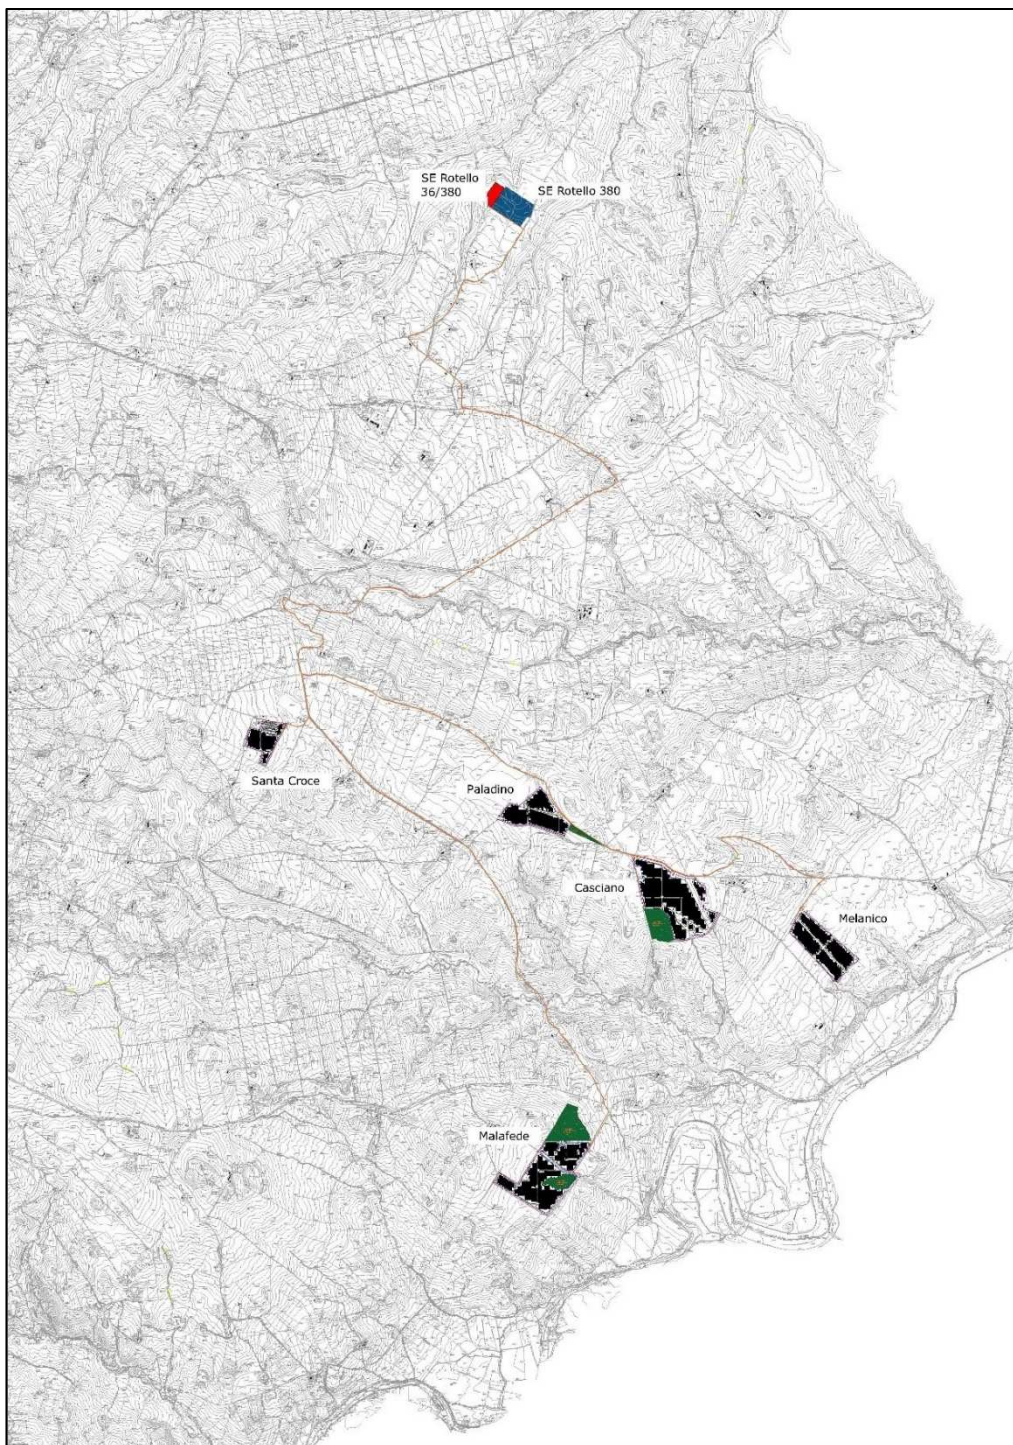 SE Rotello
36/380
SE Rotello 380
Santa Croce
Paladino
Casciano
Melanico
Malafede